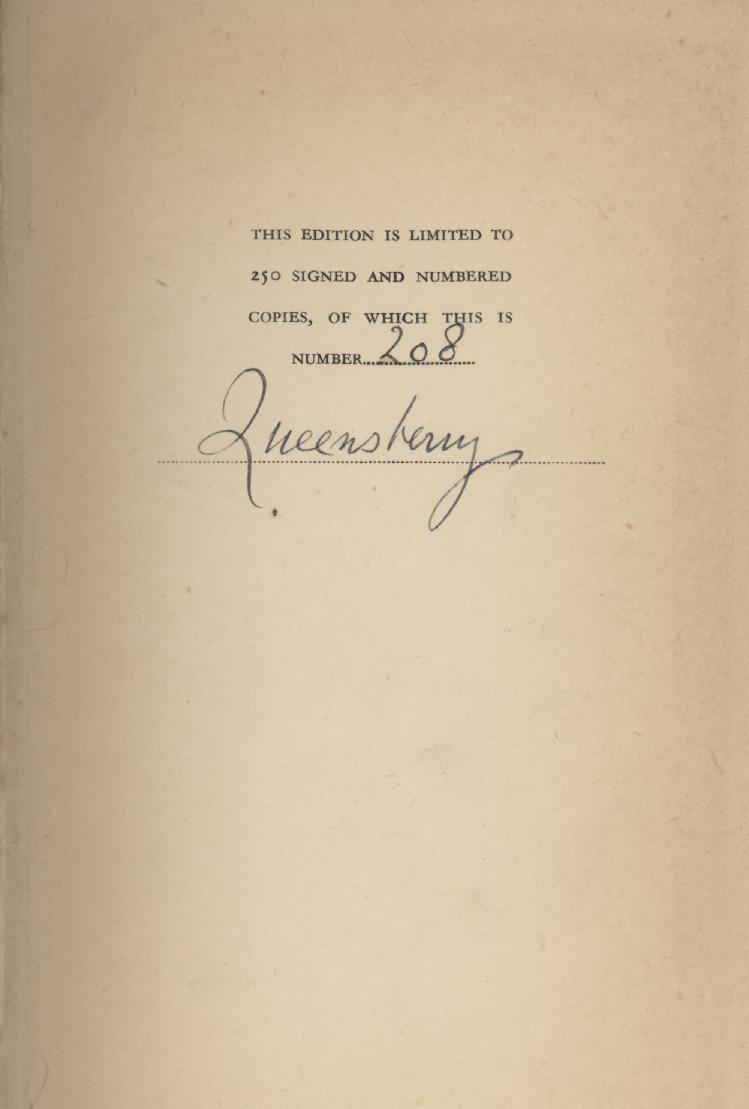 THIS EDITION IS LIMITED TO
250 SIGNED AND NUMBERED
COPIES, OF WHICH THIS IS
NUMBER 208
Queensberry